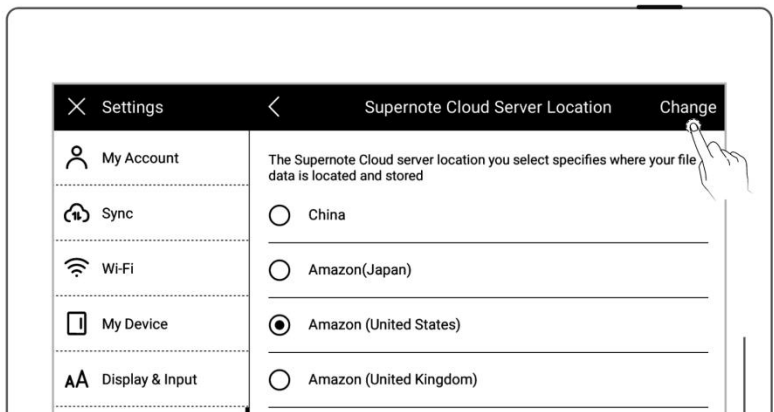 Settings
Supernote Cloud Server Location
Change
My Account
Sync
Wi-Fi
My Device
Display & Input
The Supernote Cloud server location you select specifies where your file
data is located and stored
China
Amazon(Japan)
Amazon (United States)
Amazon (United Kingdom)